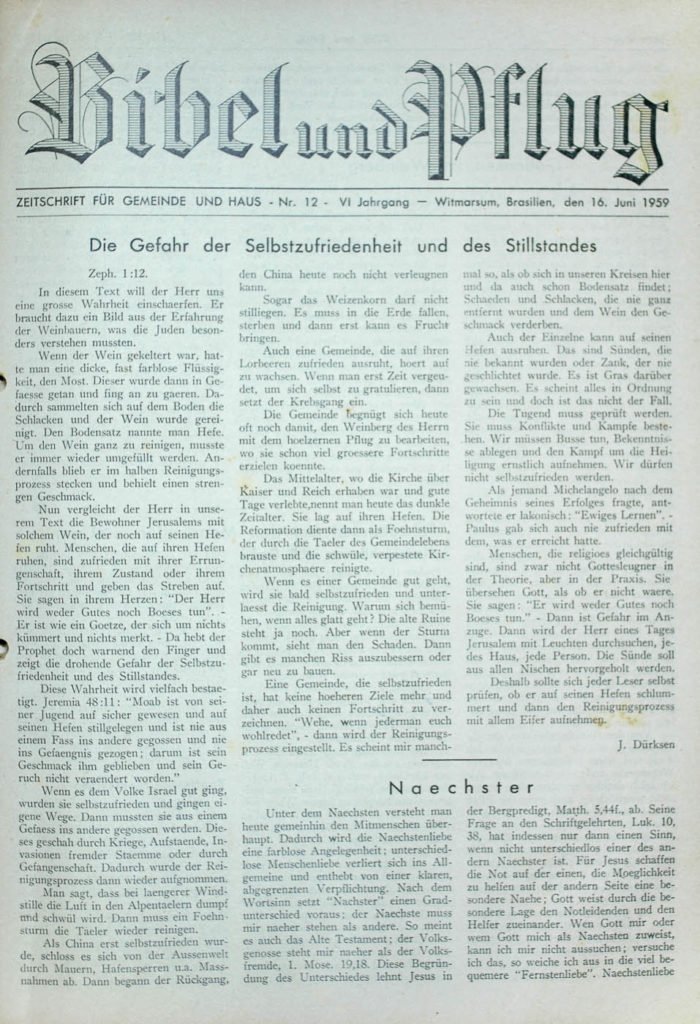 Bibel und Pflug
ZEITSCHRIFT FÜR GEMEINDE UND HAUS - Nr. 12 - VI Jahrgang — Witmarsum, Brasilien, den 16. Juni 1959
Die Gefahr der Selbstzufriedenheit und des Stillstandes
Zeph. 1:12.
In diesem Text will der Herr uns
eine grosse Wahrheit einschaerfen. Er
braucht dazu ein Bild aus der Erfahrung
der Weinbauern, was die Juden beson-
ders verstehen mussten.
Wenn der Wein gekeltert war, hat-
te man eine dicke, fast farblose Flüssig-
keit, den Most. Dieser wurde dann in Ge-
faesse getan und fing an zu gaeren. Da-
durch sammelten sich auf dem Boden die
Schlacken und der Wein wurde gerei-
nigt. Den Bodensatz nannte man Hefe.
Um den Wein ganz zu reinigen, musste
er immer wieder umgefüllt werden. An-
dernfalls blieb er im halben Reinigungs-
prozess stecken und behielt einen stren-
gen Geschmack.
Nun vergleicht der Herr in unse-
rem Text die Bewohner Jerusalems mit
solchem Wein, der noch auf seinen He-
fen ruht. Menschen, die auf ihren Hefen
ruhen, sind zufrieden mit ihrer Errun-
genschaft, ihrem Zustand oder ihrem
Fortschritt und geben das Streben auf.
Sie sagen in ihrem Herzen: "Der Herr
wird weder Gutes noch Boeses tun". -
Er ist wie ein Goetze, der sich um nichts
kümmert und nichts merkt. - Da hebt der
Prophet doch warnend den Finger und
zeigt die drohende Gefahr der Selbstzu-
friedenheit und des Stillstandes.
Diese Wahrheit wird vielfach bestae-
tigt. Jeremia 48:11: "Moab ist von sei-
ner Jugend auf sicher gewesen und auf
seinen Hefen stillgelegen und ist nie aus
einem Fass ins andere gegossen und nie
ins Gefaengnis gezogen; darum ist sein
Geschmack ihm geblieben und sein Ge-
ruch nicht veraendert worden."
Wenn es dem Volke Israel gut ging,
wurden sie selbstzufrieden und gingen ei-
gene Wege. Dann mussten sie aus einem
Gefaess ins andere gegossen werden. Die-
ses geschah durch Kriege, Aufstaende, In-
vasionen fremder Staemme oder durch
Gefangenschaft. Dadurch wurde der Rei-
nigungsprozess dann wieder aufgenommen.
Man sagt, dass bei laengerer Wind-
stille die Luft in den Alpentaelern dumpf
und schwül wird. Dann muss ein Foehn-
sturm die Taeler wieder reinigen.
Als China erst selbstzufrieden wur-
de, schloss es sich von der Aussenwelt
durch Mauern, Hafensperren u.a. Mass-
nahmen ab. Dann begann der Rückgang,
den China heute noch nicht verleugnen
kann.
Sogar das Weizenkorn darf nicht
stilliegen. Es muss in die Erde fallen,
sterben und dann erst kann es Frucht
bringen.
Auch eine Gemeinde, die auf ihren
Lorbeeren zufrieden ausruht, hoert auf
zu wachsen. Wenn man erst Zeit vergeu-
det, um sich selbst zu gratulieren, dann
setzt der Krebsgang ein.
Die Gemeinde begnügt sich heute
oft noch damit, den Weinberg des Herrn
mit dem hoelzernen Pflug zu bearbeiten,
wo sie schon viel groessere Fortschritte
erzielen koennte.
Das Mittelalter, wo die Kirche über
Kaiser und Reich erhaben war und gute
Tage verlebte,nennt man heute das dunkle
Zeitalter. Sie lag auf ihren Hefen. Die
Reformation diente dann als Foehnsturm,
der durch die Taeler des Gemeindelebens
brauste und die schwüle, verpestete Kir-
chenatmosphaere reinigte.
Wenn es einer Gemeinde gut geht,
wird sie bald selbstzufrieden und unter-
laesst die Reinigung. Warum sich bemü-
hen, wenn alles glatt geht? Die alte Ruine
steht ja noch. Aber wenn der Sturm
kommt, sieht man den Schaden. Dann
gibt es manchen Riss auszubessern oder
gar neu zu bauen.
Eine Gemeinde, die selbstzufrieden
ist, hat keine hoeheren Ziele mehr und
daher auch keinen Fortschritt zu ver-
zeichnen. "Wehe, wenn jederman euch
wohlredet", - dann wird der Reinigungs-
prozess eingestellt. Es scheint mir manch-
mal so, als ob sich in unseren Kreisen hier
und da auch schon Bodensatz findet;
Schaeden und Schlacken, die nie ganz
entfernt wurden und dem Wein den Ge-
schmack verderben.
Auch der Einzelne kann auf seinen
Hefen ausruhen. Das sind Sünden, die
nie bekannt wurden oder Zank, der nie
geschlichtet wurde. Es ist Gras darüber
gewachsen. Es scheint alles in Ordnung
zu sein und doch ist das nicht der Fall.
Die Tugend muss geprüft werden.
Sie muss Konflikte und Kampfe beste-
hen. Wir müssen Busse tun, Bekenntnis-
se ablegen und den Kampf um die Hei-
ligung ernstlich aufnehmen. Wir dürfen
nicht selbstzufrieden werden.
Als jemand Michelangelo nach dem
Geheimnis seines Erfolges fragte, ant-
wortete er lakonisch: "Ewiges Lernen". -
Paulus gab sich auch nie zufrieden mit
dem, was er erreicht hatte.
Menschen, die religioes gleichgültig
sind, sind zwar nicht Gottesleugner in
der Theorie, aber in der Praxis. Sie
übersehen Gott, als ob er nicht waere.
Sie sagen: "Er wird weder Gutes noch
Boeses tun." - Dann ist Gefahr im An-
zuge. Dann wird der Herr eines Tages
Jerusalem mit Leuchten durchsuchen, je-
des Haus, jede Person. Die Sünde soll
aus allen Nischen hervorgeholt werden.
Deshalb sollte sich jeder Leser selbst
prüfen, ob er auf seinen Hefen schlum-
mert und dann den Reinigungsprozess
mit allem Eifer aufnehmen.
J. Dürksen
Naechster
Unter dem Naechsten versteht man
heute gemeinhin den Mitmenschen über-
haupt. Dadurch wird die Naechstenliebe
eine farblose Angelegenheit; unterschied-
lose Menschenliebe verliert sich ins All-
gemeine und enthebt von einer klaren,
abgegrenzten Verpflichtung. Nach dem
Wortsinn setzt "Nachster" einen Grad-
unterschied voraus; der Naechste muss
mir naeher stehen als andere. So meint
es auch das Alte Testament; der Volks-
genosse steht mir naeher als der Volks-
fremde, 1. Mose. 19,18. Diese Begrün-
dung des Unterschiedes lehnt Jesus in
der Bergpredigt, Matth. 5,44f., ab. Seine
Frage an den Schriftgelehrten, Luk. 10,
38, hat indessen nur dann einen Sinn,
wenn nicht unterschiedlos einer des an-
dern Naechster ist. Für Jesus schaffen
die Not auf der einen, die Moeglichkeit
zu helfen auf der andern Seite eine be-
sondere Naehe; Gott weist durch die be-
sondere Lage den Notleidenden und den
Helfer zueinander. Wen Gott mir oder
wem Gott mich als Naechsten zuweist,
kann ich mir nicht aussuchen; versuche
ich das, so weiche ich aus in die viel be-
quemere "Fernstenliebe". Naechstenliebe